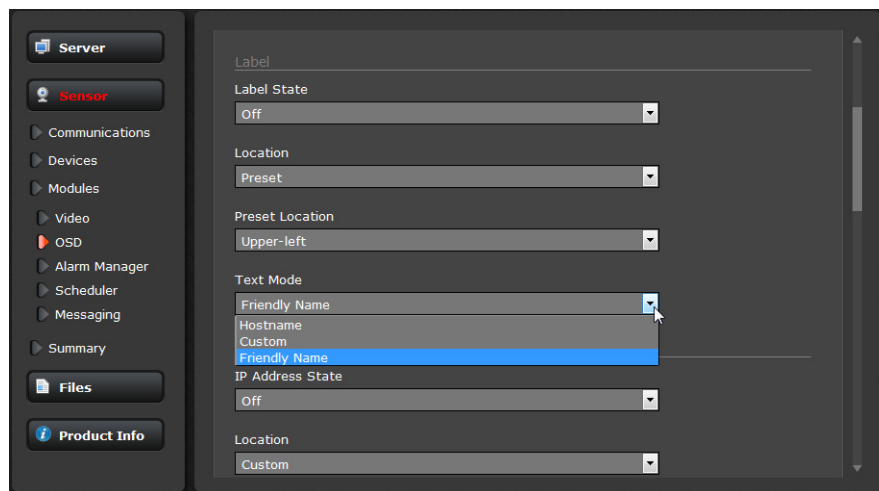 Server
Sensor
Communications
Devices
Modules
Video
OSD
Alarm Manager
Scheduler
Messaging
Summary
Files
Product Info
Label
Label State
Off
Location
Preset
Preset Location
Upper-left
Text Mode
Friendly Name
Hostname
Custom
Friendly Name
IP Address State
Off
Location
Custom